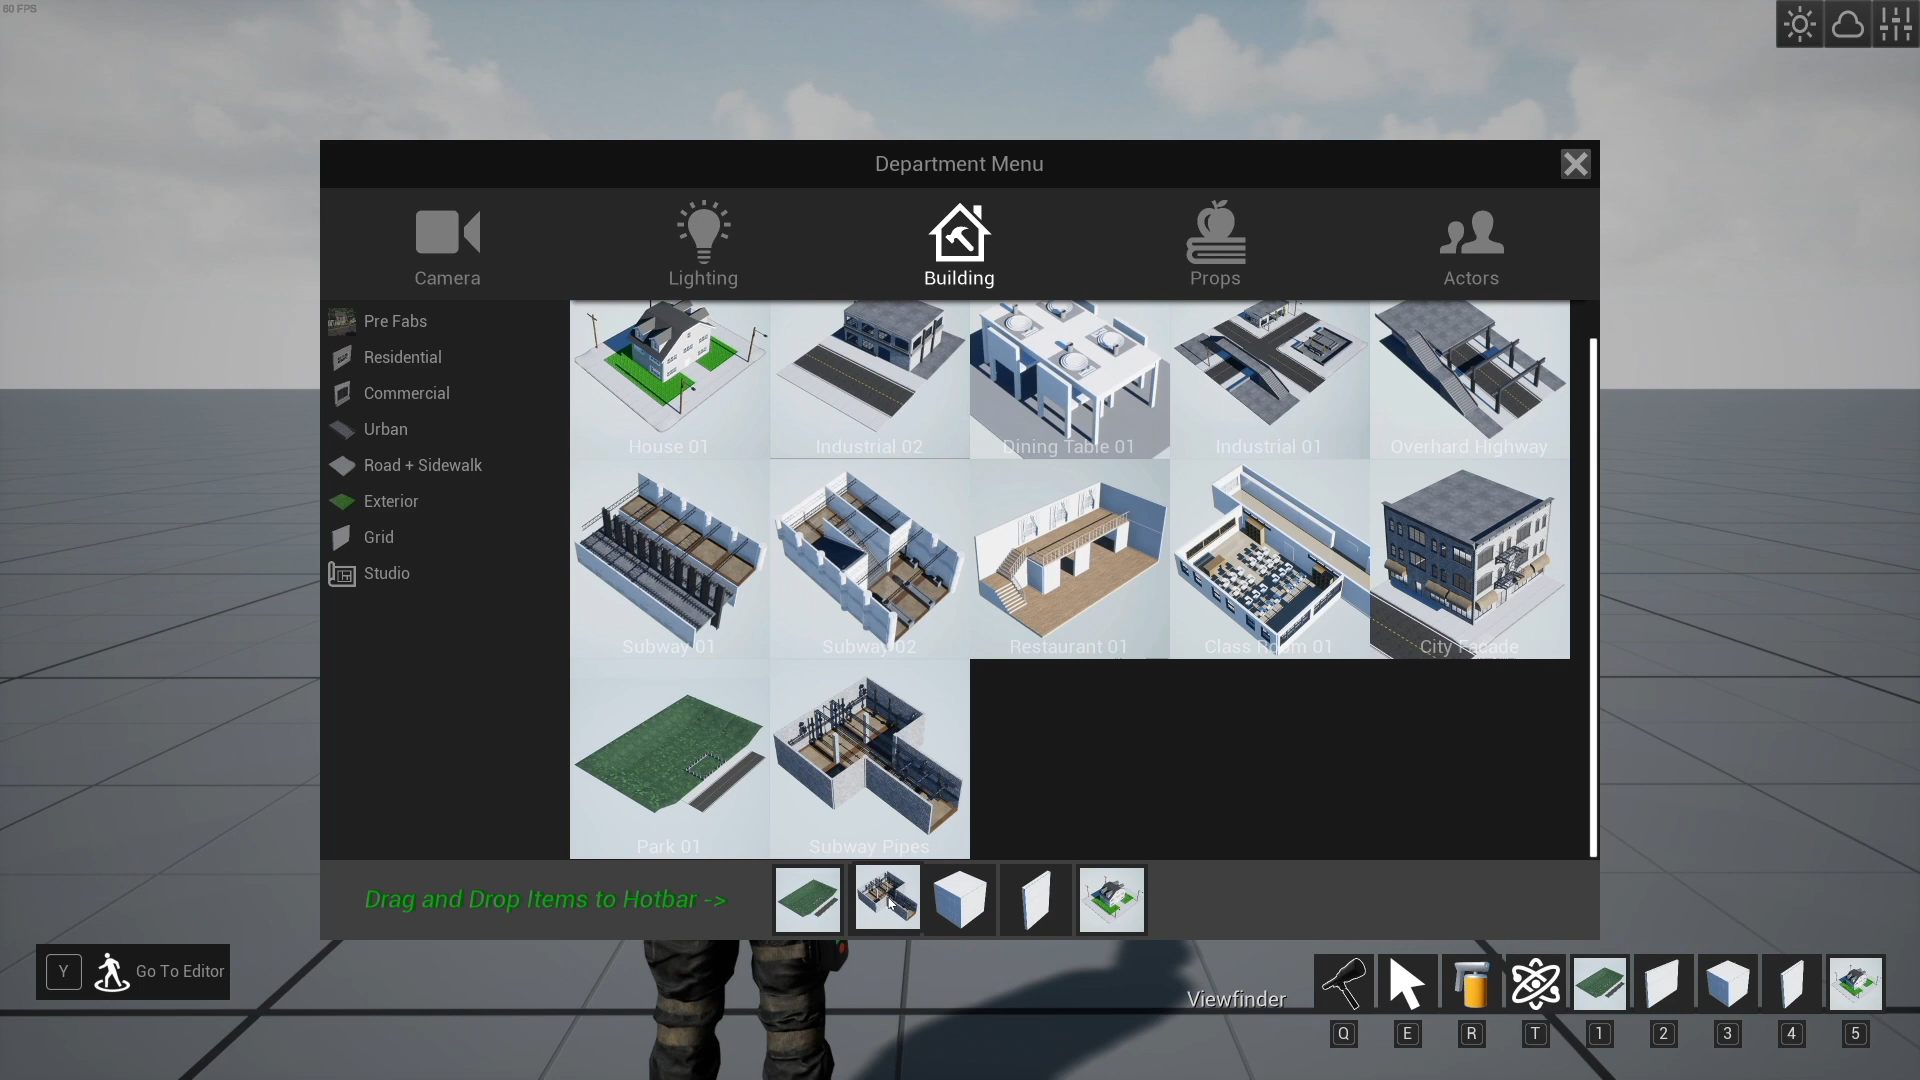 60 FPS
Department Menu
Camera
Lighting
Building
Props
Actors
Pre Fabs
Residential
Commercial
Urban
Road + Sidewalk
Exterior
Grid
Studio
House 01
Industrial 02
Dining Table 01
Industrial 01
Overhard Highway
Subway 01
Subway 02
Restaurant 01
Class Room 01
City Facade
Park 01
Subway Pipes
Drag and Drop Items to Hotbar ->
Y
Go To Editor
Viewfinder
Q
E
R
T
1
2
3
4
5